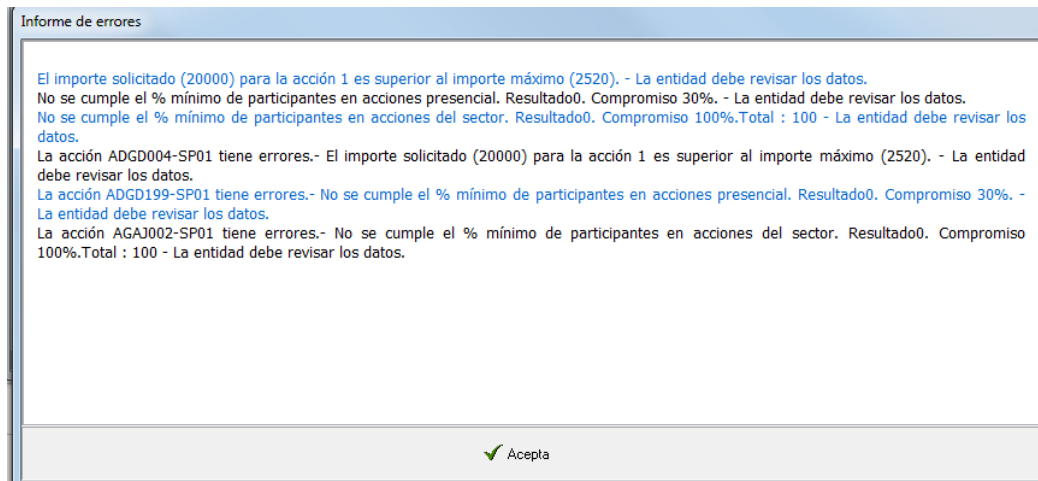 Informe de errores
El importe solicitado (20000) para la acción 1 es superior al importe máximo (2520). - La entidad debe revisar los datos.
No se cumple el % mínimo de participantes en acciones presencial. Resultado0. Compromiso 30%. - La entidad debe revisar los datos.
No se cumple el % mínimo de participantes en acciones del sector. Resultado0. Compromiso 100%.Total : 100 - La entidad debe revisar los
datos.
La acción ADGD004-SP01 tiene errores.- El importe solicitado (20000) para la acción 1 es superior al importe máximo (2520). - La entidad
debe revisar los datos.
La acción ADGD199-SP01 tiene errores.- No se cumple el % mínimo de participantes en acciones presencial. Resultado0. Compromiso 30%. -
La entidad debe revisar los datos.
La acción AGAJ002-SP01 tiene errores.- No se cumple el % mínimo de participantes en acciones del sector. Resultado0. Compromiso
100%.Total : 100 - La entidad debe revisar los datos.
Acepta